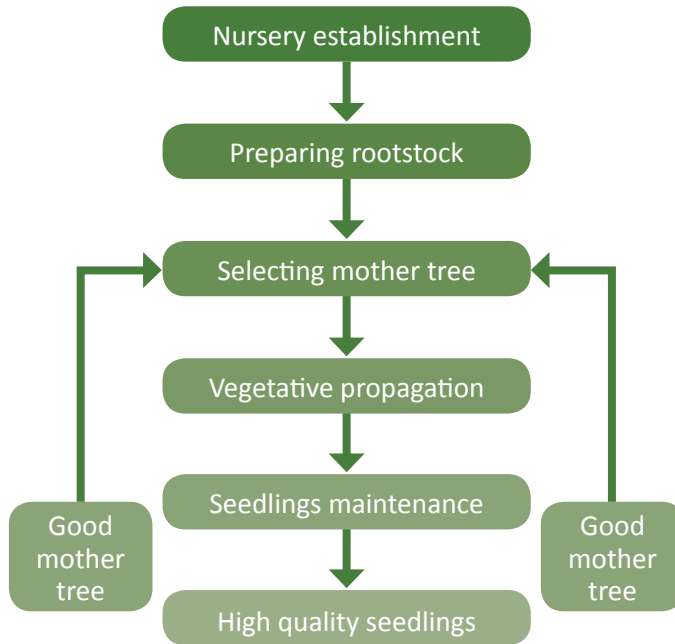 Nursery establishment
Preparing rootstock
Selecting mother tree
Vegetative propagation
Seedlings maintenance
Good
mother
tree
Good
mother
tree
High quality seedlings